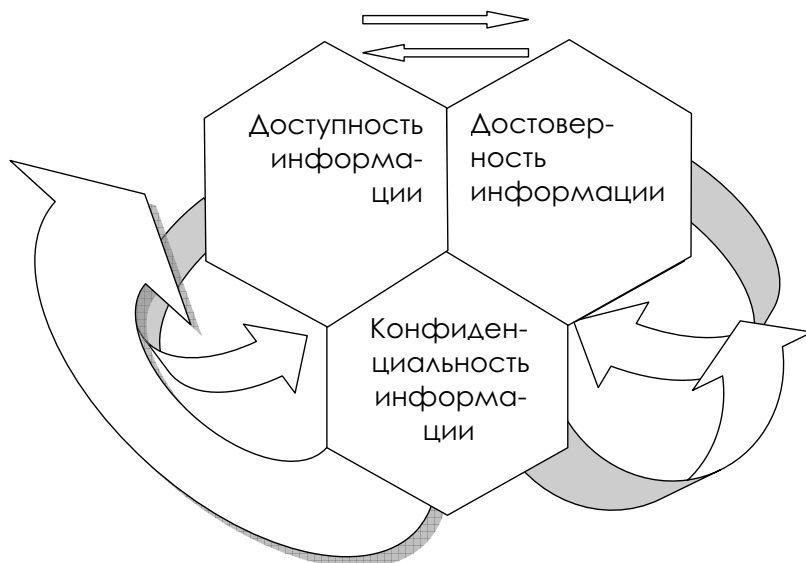 Доступность
информа-
ции
Достовер-
ность
информации
Конфиден-
циальность
информа-
ции